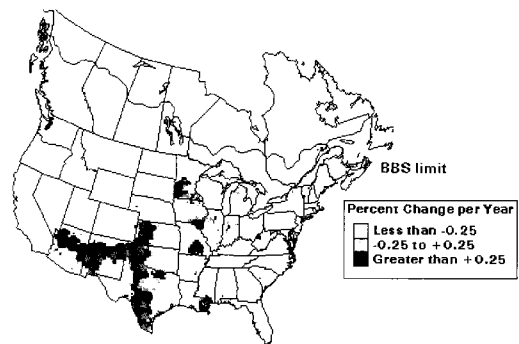 BBS limit
Percent Change per Year
Less than -0.25
-0.25 to +0.25
Greater than +0.25